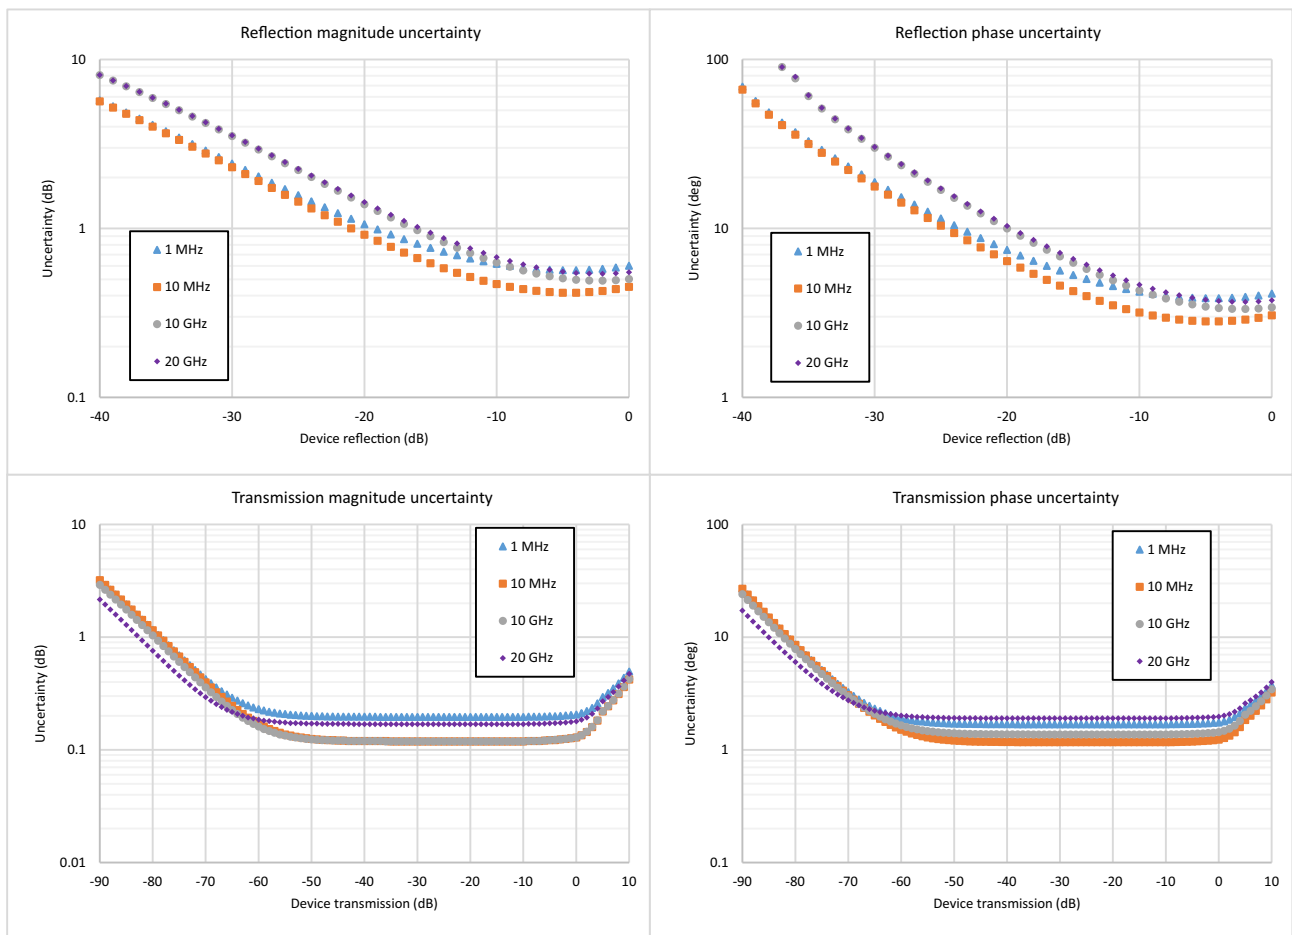 Reflection magnitude uncertainty
10
1
0.1
Uncertainty (dB)
1 MHz
10 MHz
10 GHz
20 GHz
-40
-30
-20
-10
0
Device reflection (dB)
Reflection phase uncertainty
100
10
1
Uncertainty (deg)
1 MHz
10 MHz
10 GHz
20 GHz
-40
-30
-20
-10
0
Device reflection (dB)
Transmission magnitude uncertainty
10
1
0.1
0.01
Uncertainty (dB)
1 MHz
10 MHz
10 GHz
20 GHz
-90
-80
-70
-60
-50
-40
-30
-20
-10
0
10
Device transmission (dB)
Transmission phase uncertainty
100
10
1
0.1
Uncertainty (deg)
1 MHz
10 MHz
10 GHz
20 GHz
-90
-80
-70
-60
-50
-40
-30
-20
-10
0
10
Device transmission (dB)